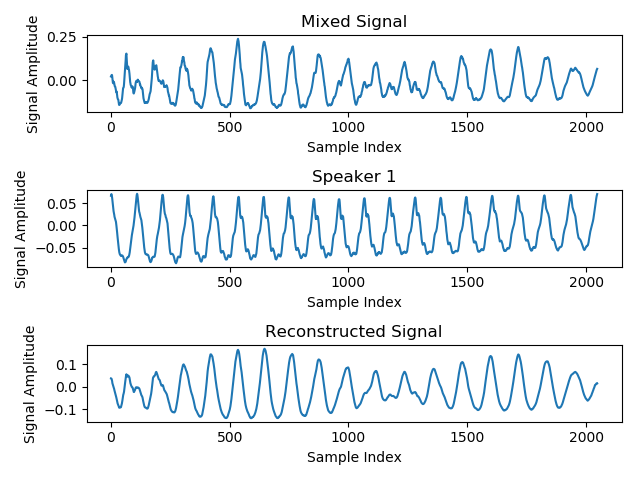 Mixed Signal
Signal Amplitude
0.25
0.00
0 500 1000 1500 2000
Sample Index
Speaker 1
Signal Amplitude
0.05
0.00
−0.05
0 500 1000 1500 2000
Sample Index
Reconstructed Signal
Signal Amplitude
0.1
0.0
−0.1
0 500 1000 1500 2000
Sample Index